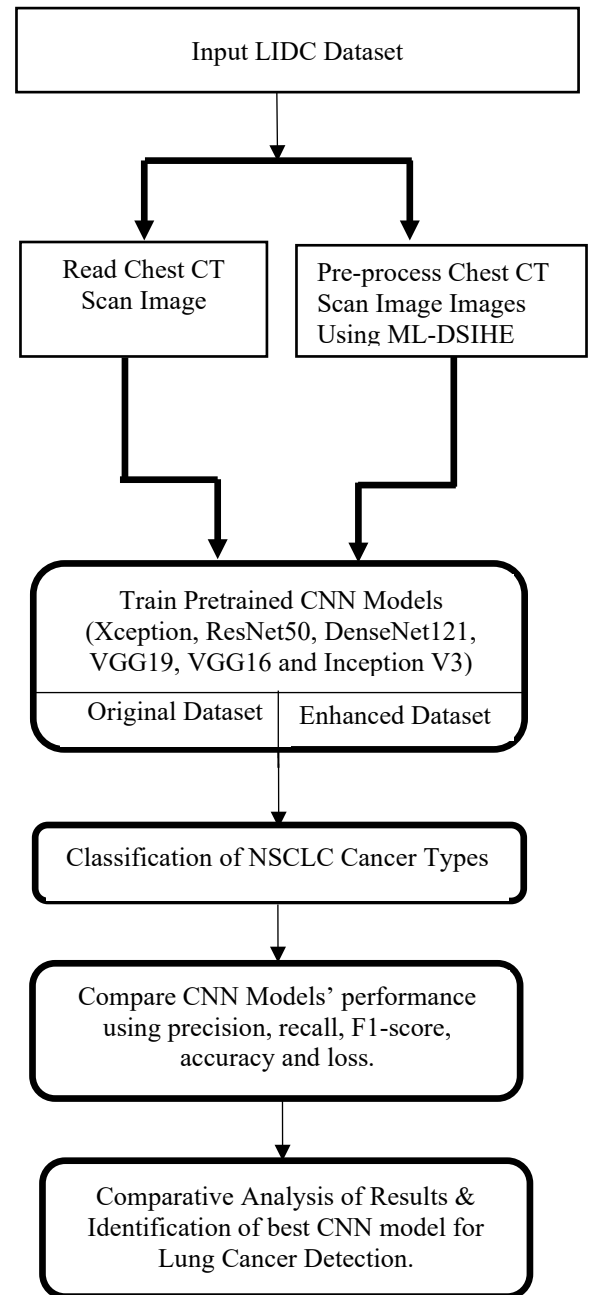 Input LIDC Dataset
Read Chest CT
Scan Image
Pre-process Chest CT
Scan Image Images
Using ML-DSIHE
Train Pretrained CNN Models
(Xception, ResNet50, DenseNet121,
VGG19, VGG16 and Inception V3)
Original Dataset
Enhanced Dataset
Classification of NSCLC Cancer Types
Compare CNN Models’ performance
using precision, recall, F1-score,
accuracy and loss.
Comparative Analysis of Results &
Identification of best CNN model for
Lung Cancer Detection.